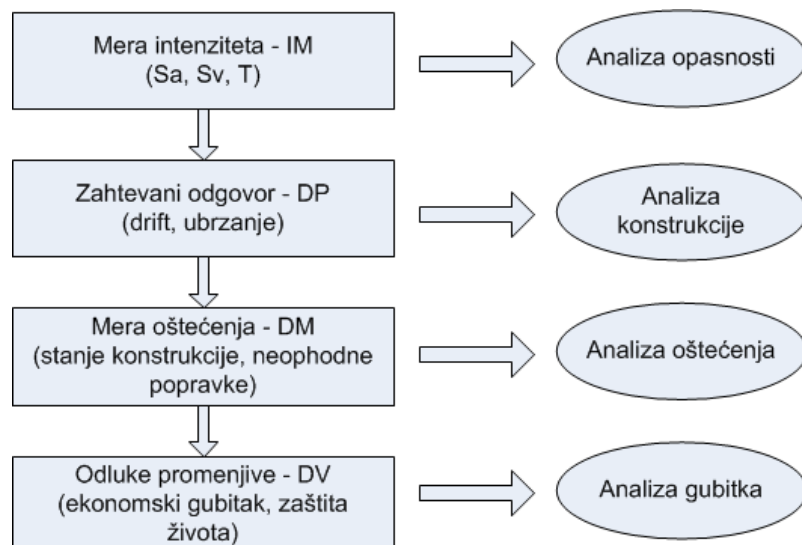 Mera intenziteta - IM
(Sa, Sv, T)
Analiza opasnosti
Zahtevani odgovor - DP
(drift, ubrzanje)
Analiza
konstrukcije
Mera oštećenja - DM
(stanje konstrukcije, neophodne
popravke)
Analiza oštećenja
Odluke promenjive - DV
(ekonomski gubitak, zaštita
života)
Analiza gubitka